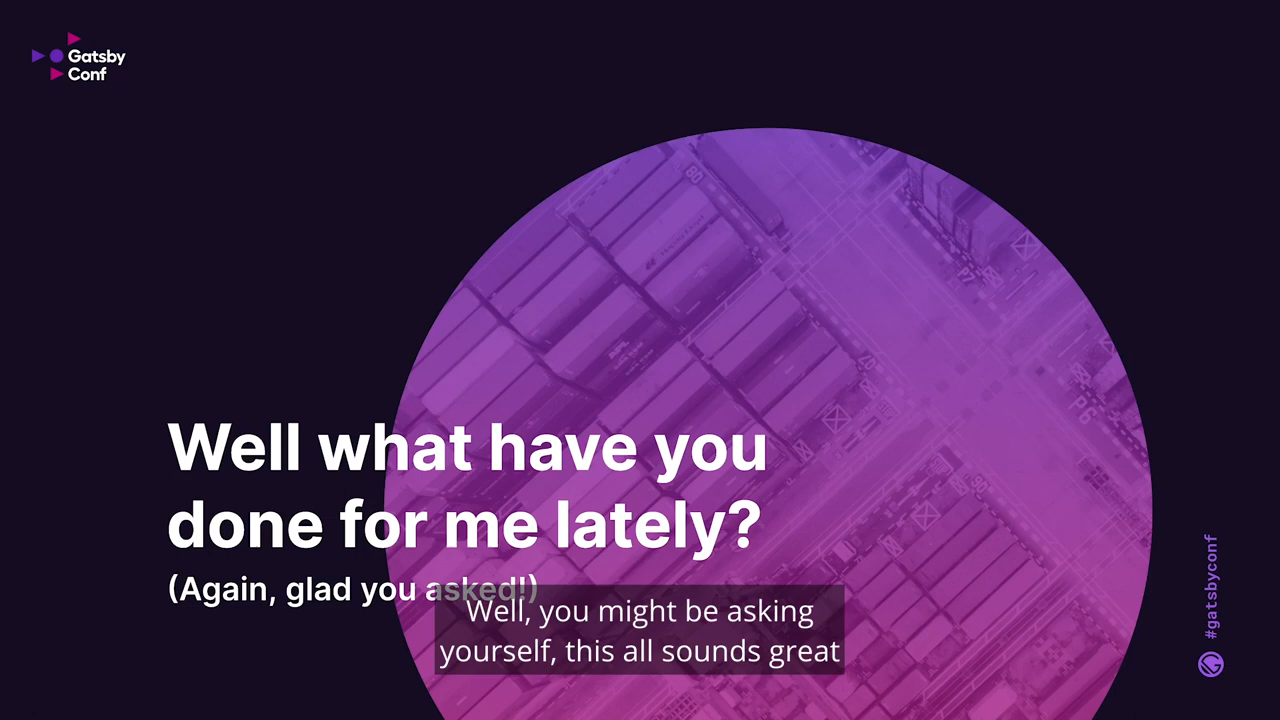 Gatsby
Conf
Well what have you
done for me lately?
(Again, glad you asked!)
Well, you might be asking
yourself, this all sounds great
#gatsbyconf